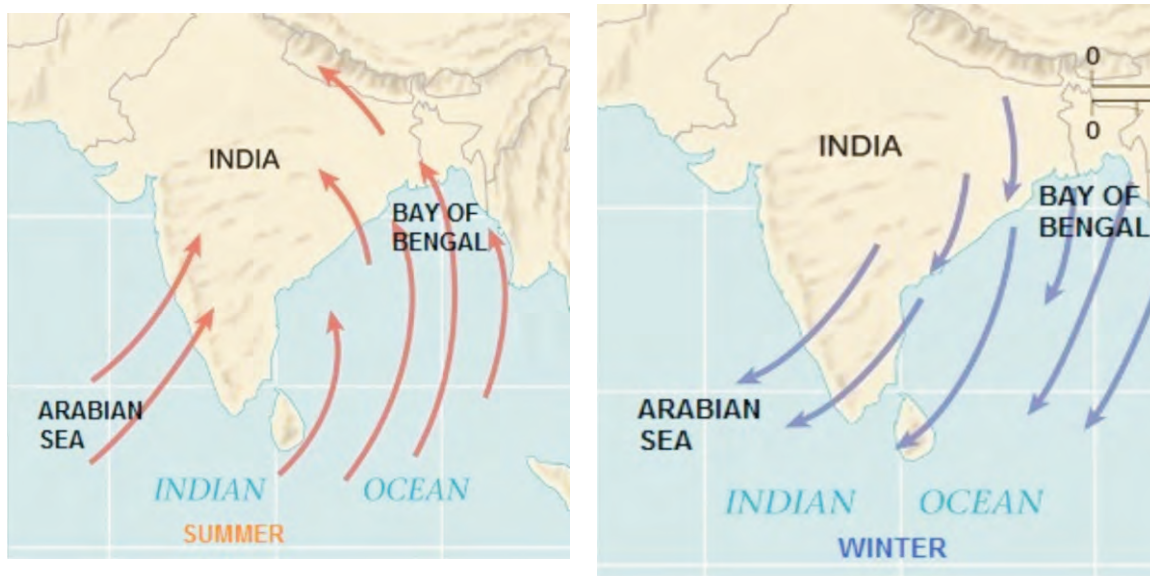 INDIA
BAY OF
BENGAL
ARABIAN
SEA
INDIAN OCEAN
SUMMER
0
0
INDIA
BAY OF
BENGAL
ARABIAN
SEA
INDIAN OCEAN
WINTER